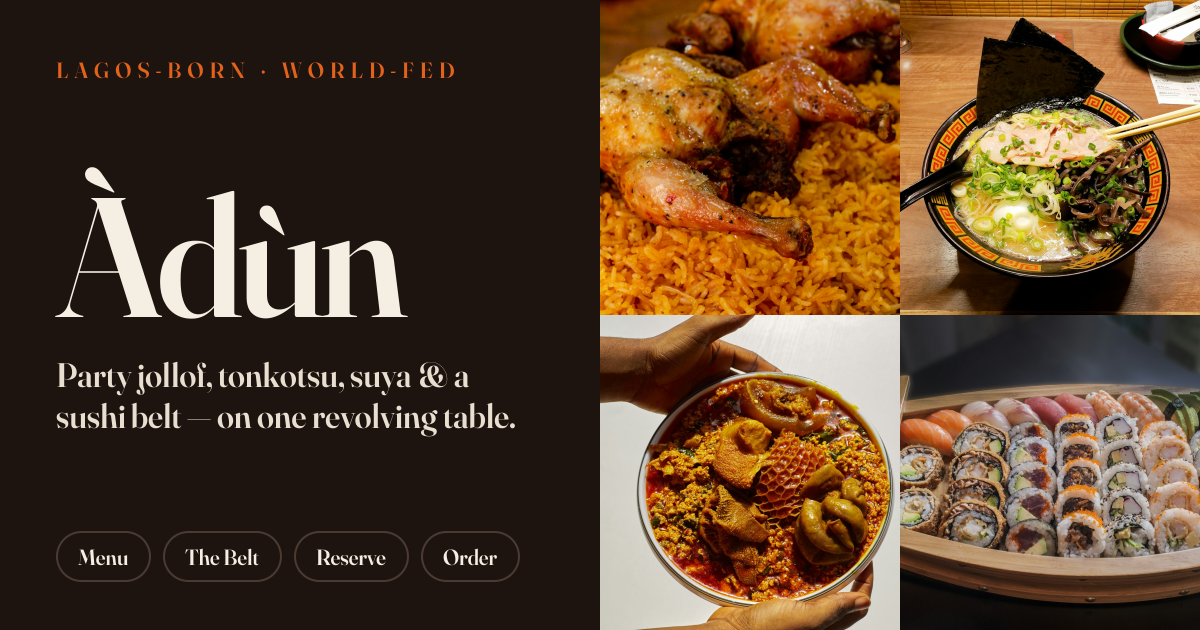 LAGOS-BORN · WORLD-FED
Àdùn
Party jollof, tonkotsu, suya & a
sushi belt — on one revolving table.
Menu
The Belt
Reserve
Order